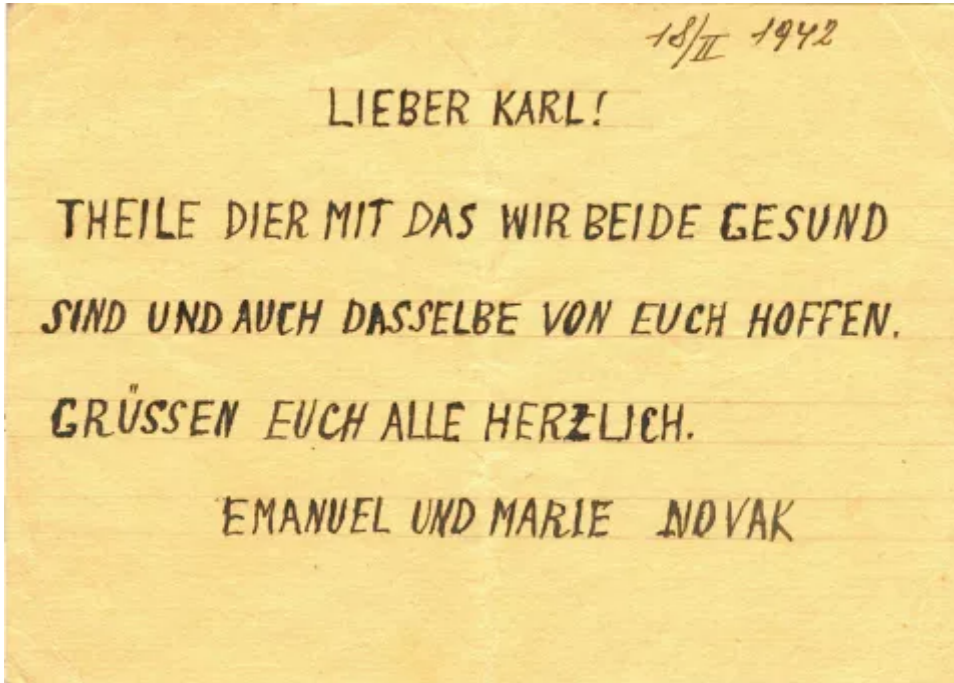 18/II 1942
LIEBER KARL!
THEILE DIER MIT DAS WIR BEIDE GESUND
SIND UND AUCH DASSELBE VON EUCH HOFFEN.
GRÜSSEN EUCH ALLE HERZLICH.
EMANUEL UND MARIE NOVAK